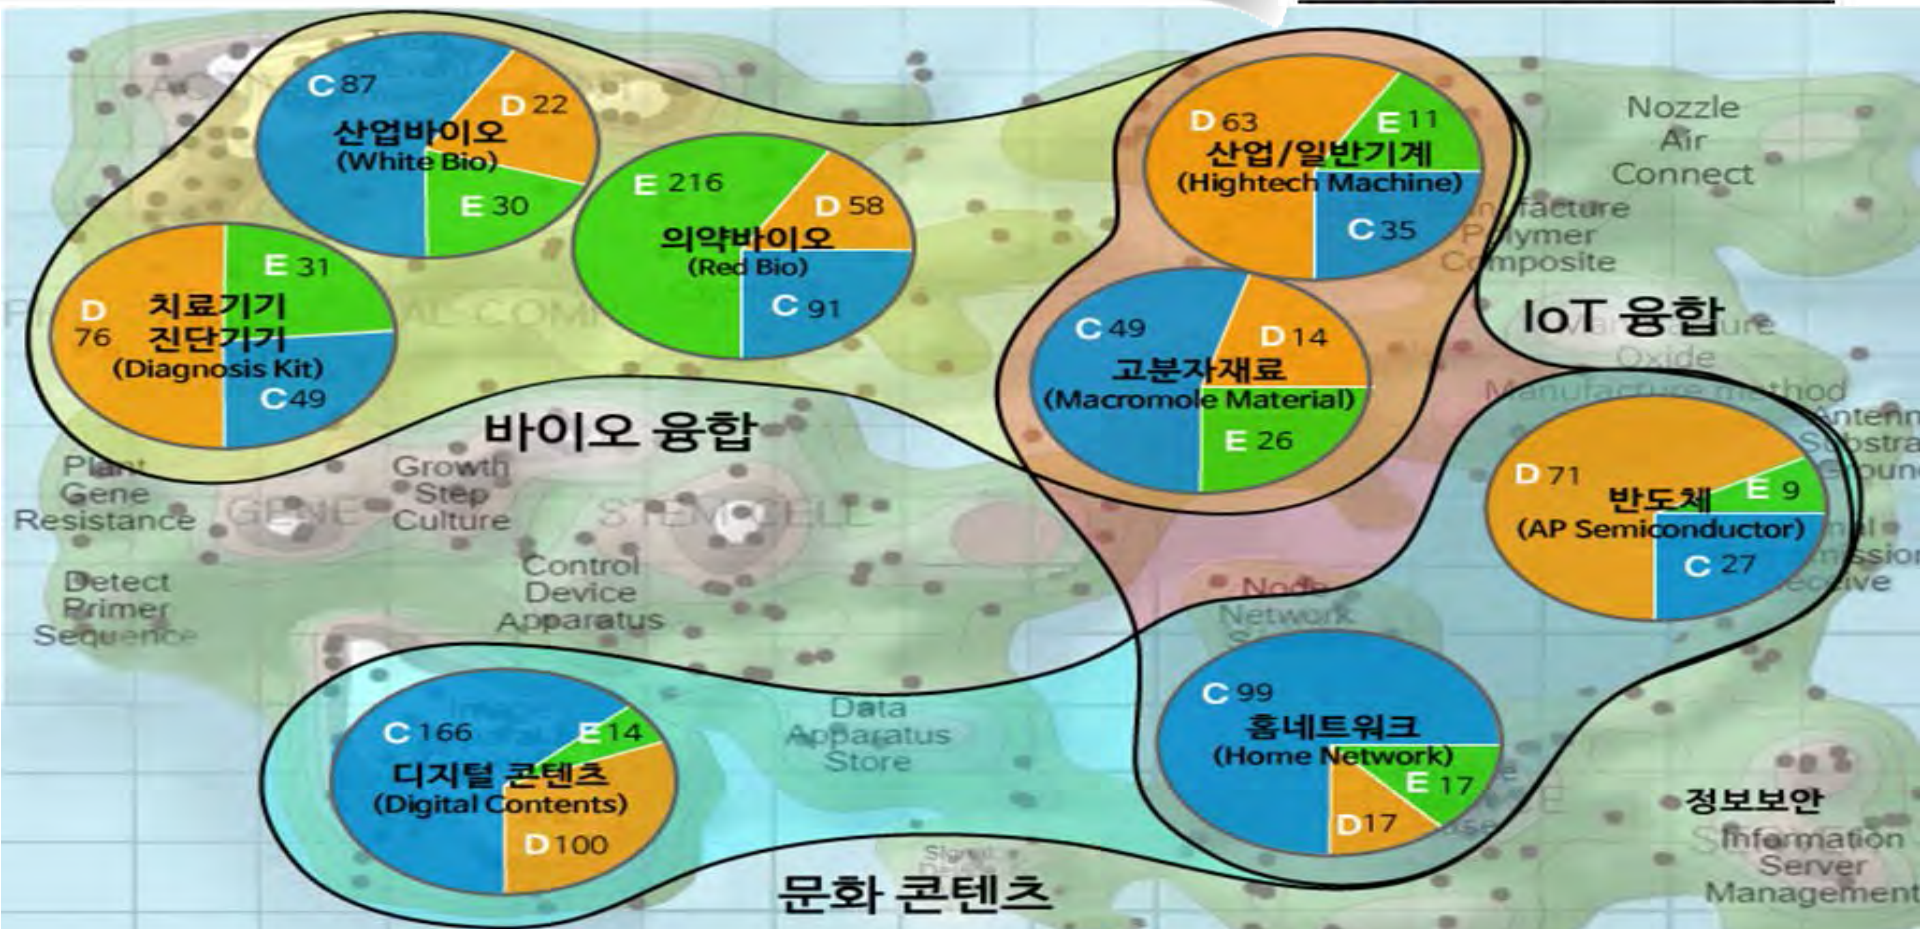 C 87
D 22
산업바이오
(White Bio)
E 30
E 216
D 58
의약바이오
(Red Bio)
C 91
E 31
D
76
치료기기
진단기기
(Diagnosis Kit)
C 49
바이오 융합
D 63
E 11
산업/일반기계
(Hightech Machine)
C 35
C 49
D 14
고분자재료
(Macromole Material)
E 26
Nozzle
Air
Connect
Polymer
Composite
IoT 융합
Oxide
Manufacture method
D 71
E 9
반도체
(AP Semiconductor)
C 27
Plant
Gene
Resistance
GENE
Growth
Step
Culture
STEM CELL
Detect
Primer
Sequence
Control
Device
Apparatus
Node
Network
C 166
E 14
디지털 콘텐츠
(Digital Contents)
D 100
Data
Apparatus
Store
문화 콘텐츠
C 99
홈네트워크
(Home Network)
E 17
D 17
정보보안
Information
Server
Management